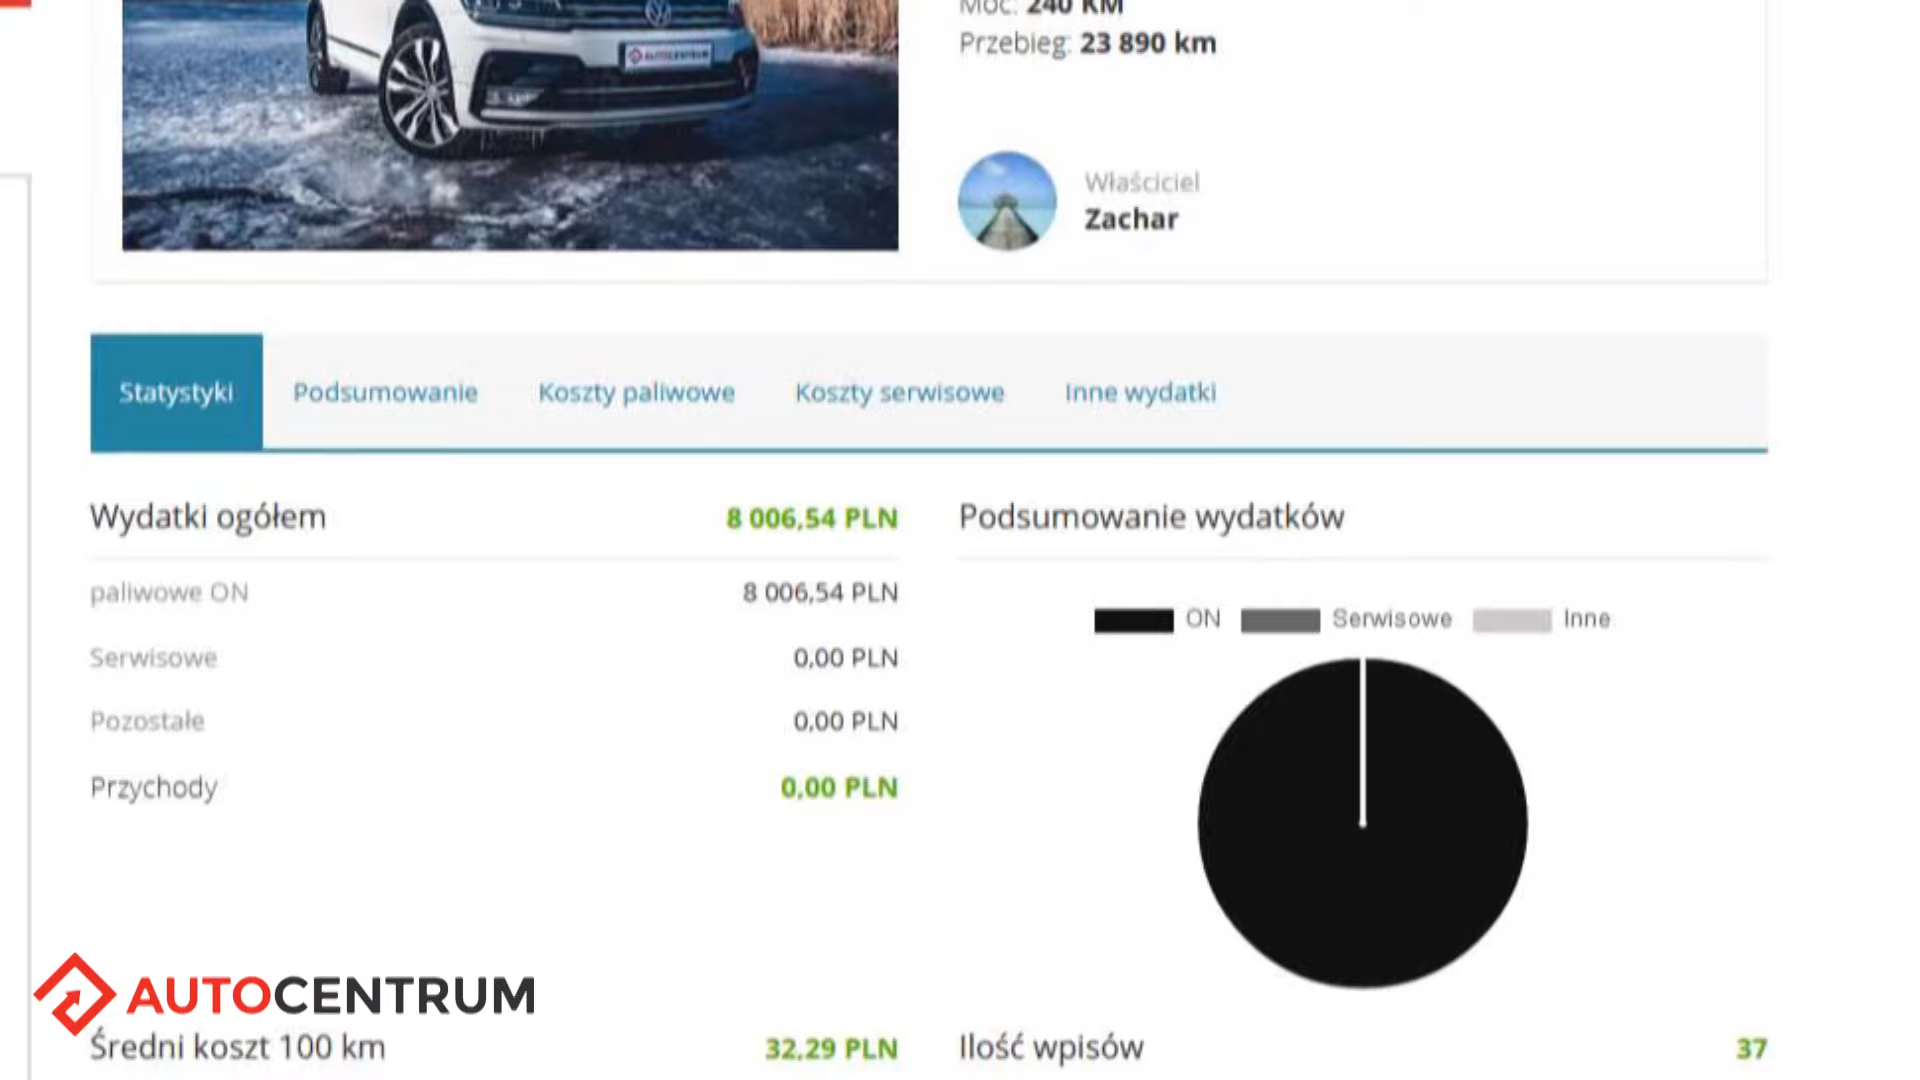 Moc: 240 KM
Przebieg: 23 890 km
AUTOCENTRUM
Właściciel
Zachar
Statystyki
Podsumowanie
Koszty paliwowe
Koszty serwisowe
Inne wydatki
Wydatki ogółem
8 006,54 PLN
paliwowe ON
8 006,54 PLN
Serwisowe
0,00 PLN
Pozostałe
0,00 PLN
Przychody
0,00 PLN
Podsumowanie wydatków
ON
Serwisowe
Inne
AUTOCENTRUM
Średni koszt 100 km
32,29 PLN
Ilość wpisów
37